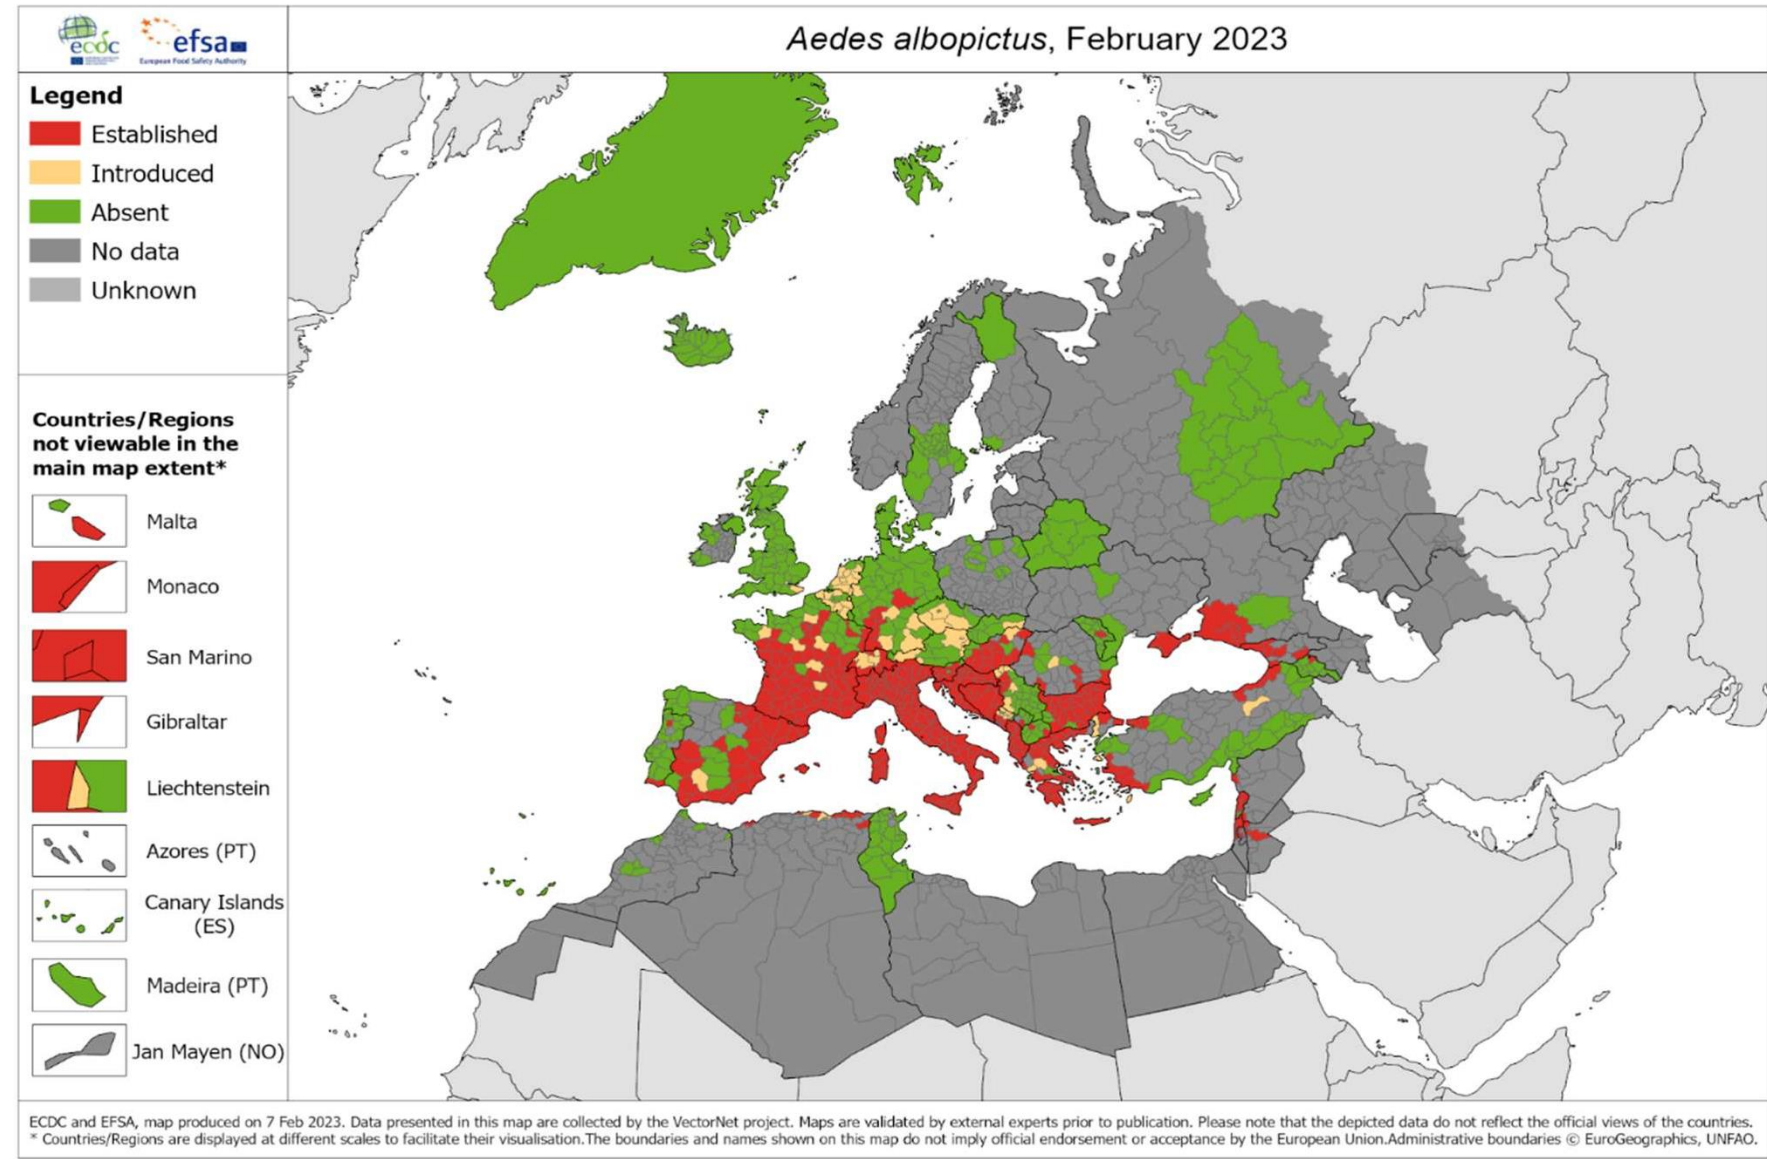 ecdc
efsa
European Food Safety Authority
Aedes albopictus, February 2023
Legend
Established
Introduced
Absent
No data
Unknown
Countries/Regions
not viewable in the
main map extent*
Malta
Monaco
San Marino
Gibraltar
Liechtenstein
Azores (PT)
Canary Islands
(ES)
Madeira (PT)
Jan Mayen (NO)
ECDC and EFSA, map produced on 7 Feb 2023. Data presented in this map are collected by the VectorNet project. Maps are validated by external experts prior to publication. Please note that the depicted data do not reflect the official views of the countries.
* Countries/Regions are displayed at different scales to facilitate their visualisation.The boundaries and names shown on this map do not imply official endorsement or acceptance by the European Union.Administrative boundaries © EuroGeographics, UNFAO.